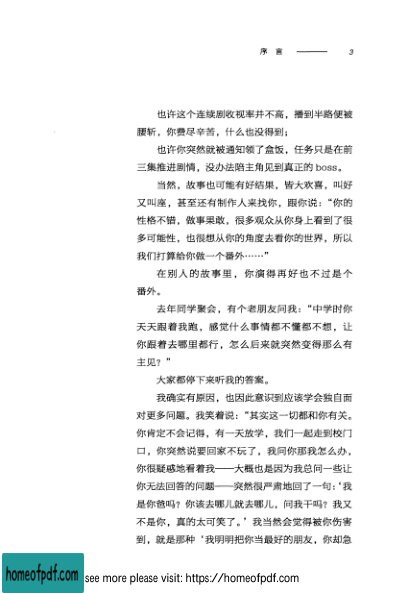 序 言 —— 3
也许这个连续剧收视率并不高，播到半路便被
腰斩，你费尽辛苦，什么也没得到；
也许你突然就被通知领了盒饭，任务只是在前
三集推进剧情，没办法陪主角见到真正的 boss。
当然，故事也可能有好结果，皆大欢喜，叫好
又叫座，甚至还有制作人来找你，跟你说：“你的
性格不错，做事果敢，很多观众从你身上看到了很
多可能性，也很想从你的角度去看你的世界，所以
我们打算给你做一个番外……”
在别人的故事里，你演得再好也不过是个
番外。
去年同学聚会，有个老朋友问我：“中学时你
天天跟着我跑，感觉什么事情都不懂都不想，让
你跟着去哪里都行，怎么后来就突然变得那么有
主见？”
大家都停下来听我的答案。
我确实有原因，也因此意识到应该学会独自面
对更多问题。我笑着说：“其实这一切都和你有关。
你肯定不会记得，有一天放学，我们一起走到校门
口，你突然说要回家不玩了，我问你那我怎么办。
你很疑惑地看着我——大概也是因为我总问一些让
你无法回答的问题——突然很严肃地回了一句：‘我
是你爸吗？你该去哪儿就去哪儿，问我干吗？我又
不是你，真的太可笑了。’我当然会觉得被你伤害
到，就是那种‘我明明把你当最好的朋友，你却急
homeofpdf.com
see more please visit: https://homeofpdf.com